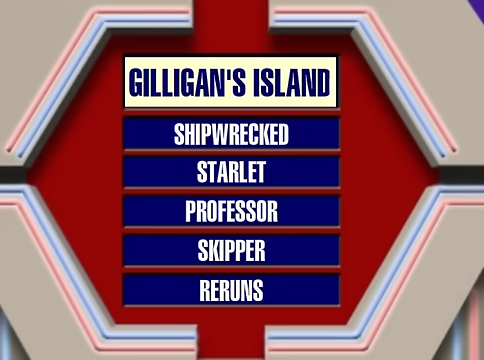 GILLIGAN'S ISLAND
SHIPWRECKED
STARLET
PROFESSOR
SKIPPER
RERUNS